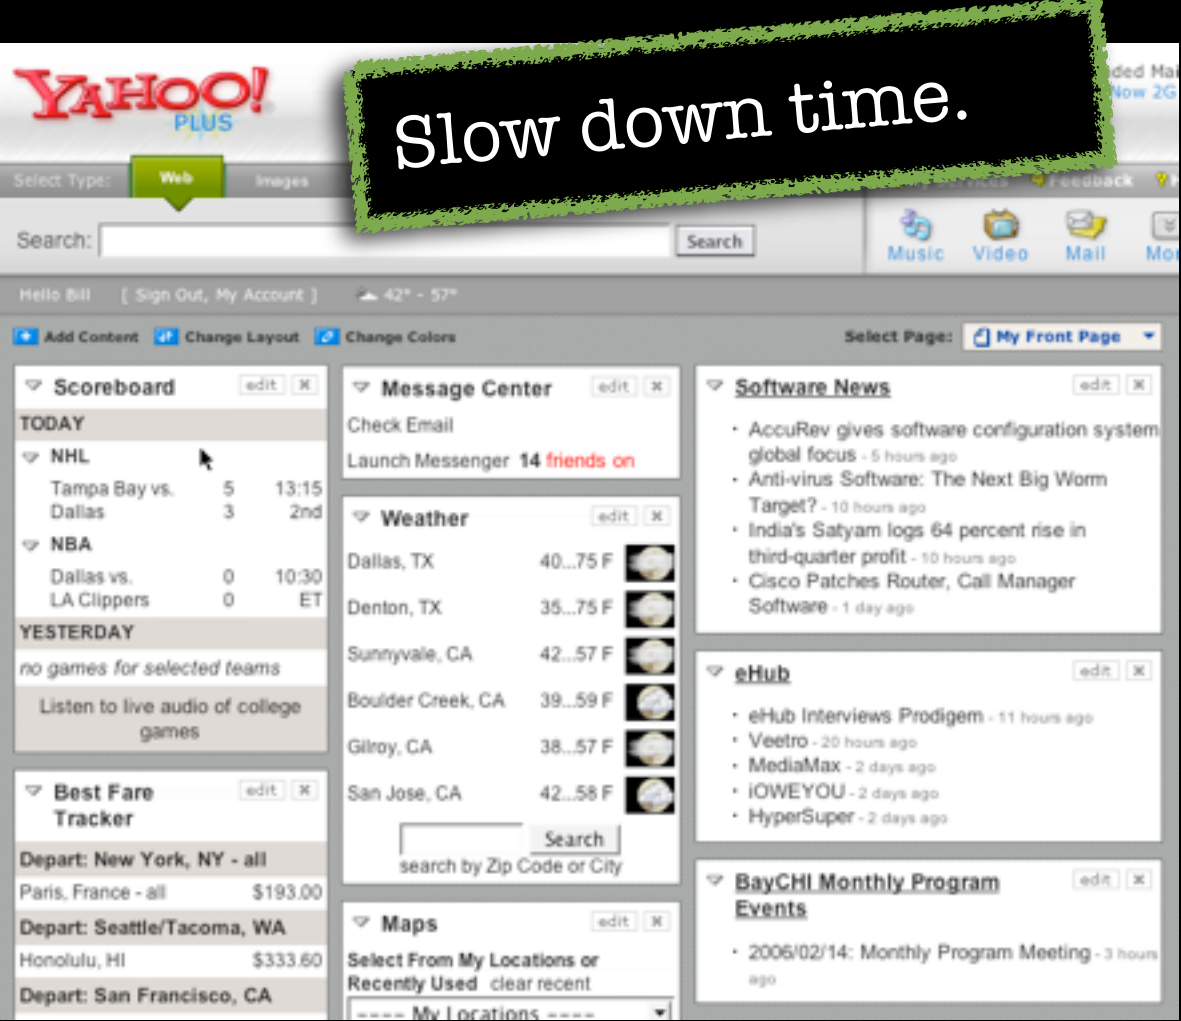 Slow down time.
YAHOO!
PLUS
ded Mai
Now 2G
Select Type:
Web
Images
Services
Feedback
Search:
Search
Music
Video
Mail
Mo
Hello Bill
[ Sign Out, My Account ]
42° - 57°
Add Content
Change Layout
Change Colors
Select Page:
My Front Page
Scoreboard
edit
TODAY
NHL
Tampa Bay vs. 5 13:15
Dallas 3 2nd
NBA
Dallas vs. 0 10:30
LA Clippers 0 ET
YESTERDAY
no games for selected teams
Listen to live audio of college
games
Best Fare
Tracker
edit
Depart: New York, NY - all
Paris, France - all $193.00
Depart: Seattle/Tacoma, WA
Honolulu, HI $333.60
Depart: San Francisco, CA
Message Center
edit
Check Email
Launch Messenger 14 friends on
Weather
edit
Dallas, TX 40...75 F
Denton, TX 35...75 F
Sunnyvale, CA 42...57 F
Boulder Creek, CA 39...59 F
Gilroy, CA 38...57 F
San Jose, CA 42...58 F
Search
search by Zip Code or City
Maps
edit
Select From My Locations or
Recently Used clear recent
---- My Locations ----
Software News
edit
AccuRev gives software configuration system
global focus - 5 hours ago
Anti-virus Software: The Next Big Worm
Target? - 10 hours ago
India's Satyam logs 64 percent rise in
third-quarter profit - 10 hours ago
Cisco Patches Router, Call Manager
Software - 1 day ago
eHub
edit
eHub Interviews Prodigem - 11 hours ago
Veetro - 20 hours ago
MediaMax - 2 days ago
iOWEYOU - 2 days ago
HyperSuper - 2 days ago
BayCHI Monthly Program
Events
edit
2006/02/14: Monthly Program Meeting - 3 hours
ago